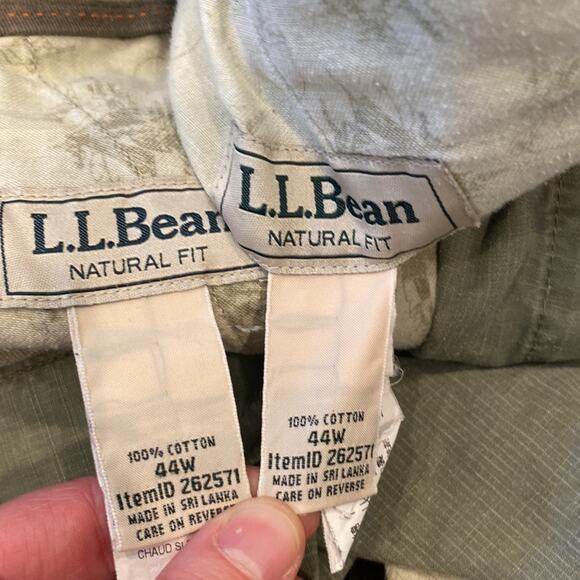 L.L.Bean
NATURAL FIT
100% COTTON
44W
ItemID 262571
MADE IN SRI LANKA
CARE ON REVERSE
CHAUD
L.L.Bean
NATURAL FIT
100% COTTON
44W
ItemID 262571
MADE IN SRI LANKA
CARE ON REVERSE